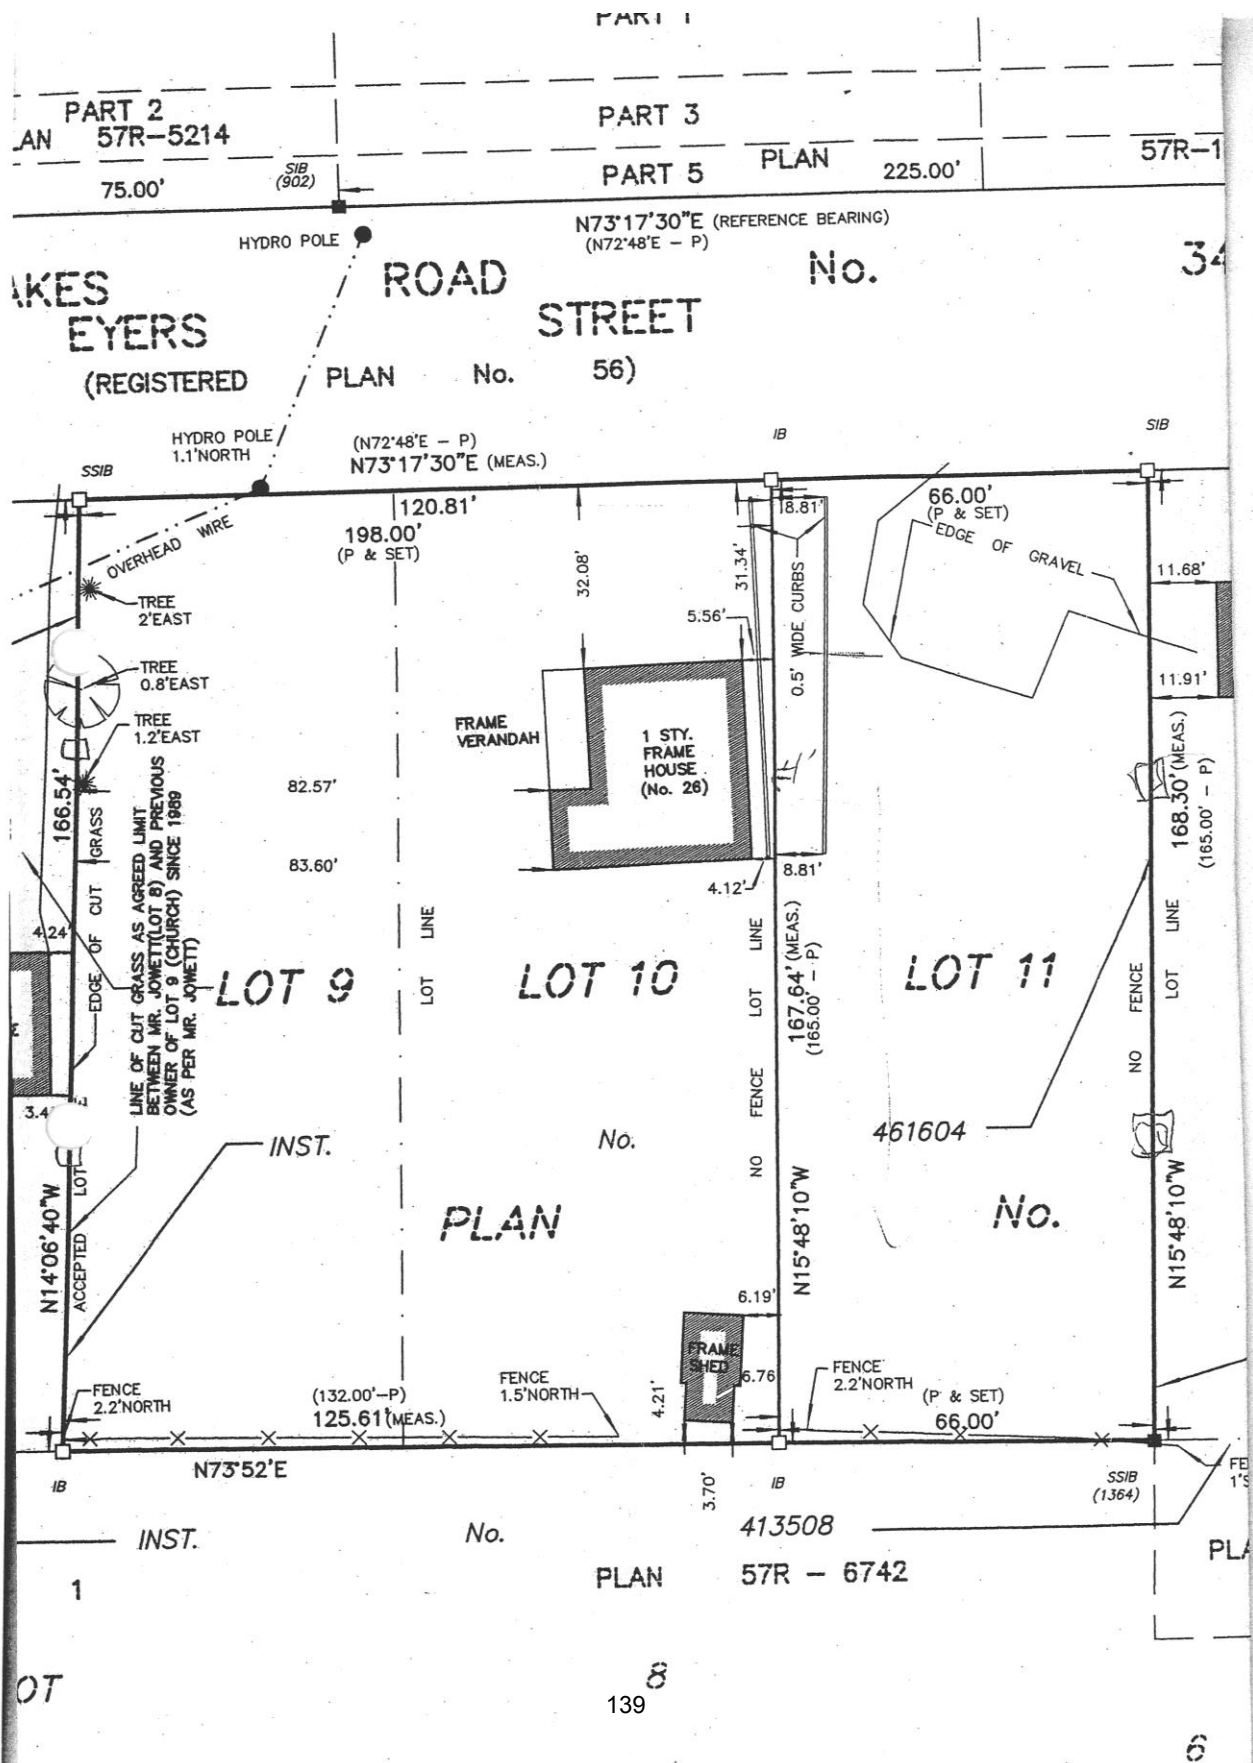 PART 1
PART 2
PLAN 57R-5214
PART 3
PLAN
57R-1
75.00'
SIB
(902)
PART 5
225.00'
N73°17'30"E (REFERENCE BEARING)
(N72°48'E - P)
HYDRO POLE
AKES
ROAD
No.
34
EYERS
STREET
(REGISTERED
PLAN
No.
56)
HYDRO POLE
1.1'NORTH
(N72°48'E - P)
N73°17'30"E (MEAS.)
IB
SIB
SSIB
120.81'
198.00'
(P & SET)
8.81'
66.00'
(P & SET)
OVERHEAD WIRE
EDGE OF GRAVEL
32.08'
31.34'
0.5' WIDE CURBS
11.68'
TREE
2'EAST
5.56'
TREE
0.8'EAST
11.91'
TREE
1.2'EAST
FRAME
VERANDAH
1 STY.
FRAME
HOUSE
(No. 26)
82.57'
83.60'
4.12'
8.81'
166.54'
EDGE OF CUT GRASS
LINE OF CUT GRASS AS AGREED LIMIT
BETWEEN MR. JOWETT(LOT 8) AND PREVIOUS
OWNER OF LOT 9 (CHURCH) SINCE 1989
(AS PER MR. JOWETT)
168.30'(MEAS.)
(165.00' - P)
4.24'
LOT LINE
NO FENCE LOT LINE
167.64'(MEAS.)
(165.00' - P)
NO FENCE LOT LINE
LOT 9
LOT 10
LOT 11
3.4
INST.
No.
461604
N14°06'40"W
ACCEPTED LOT
PLAN
No.
N15°48'10"W
N15°48'10"W
6.19'
FRAME
SHED
6.76
4.21'
FENCE
2.2'NORTH
(132.00'-P)
125.61'(MEAS.)
FENCE
1.5'NORTH
FENCE
2.2'NORTH
(P & SET)
66.00'
N73°52'E
IB
3.70'
IB
SSIB
(1364)
FE
1'S
INST.
No.
413508
PLAN
57R - 6742
PLA
1
OT
8
139
6